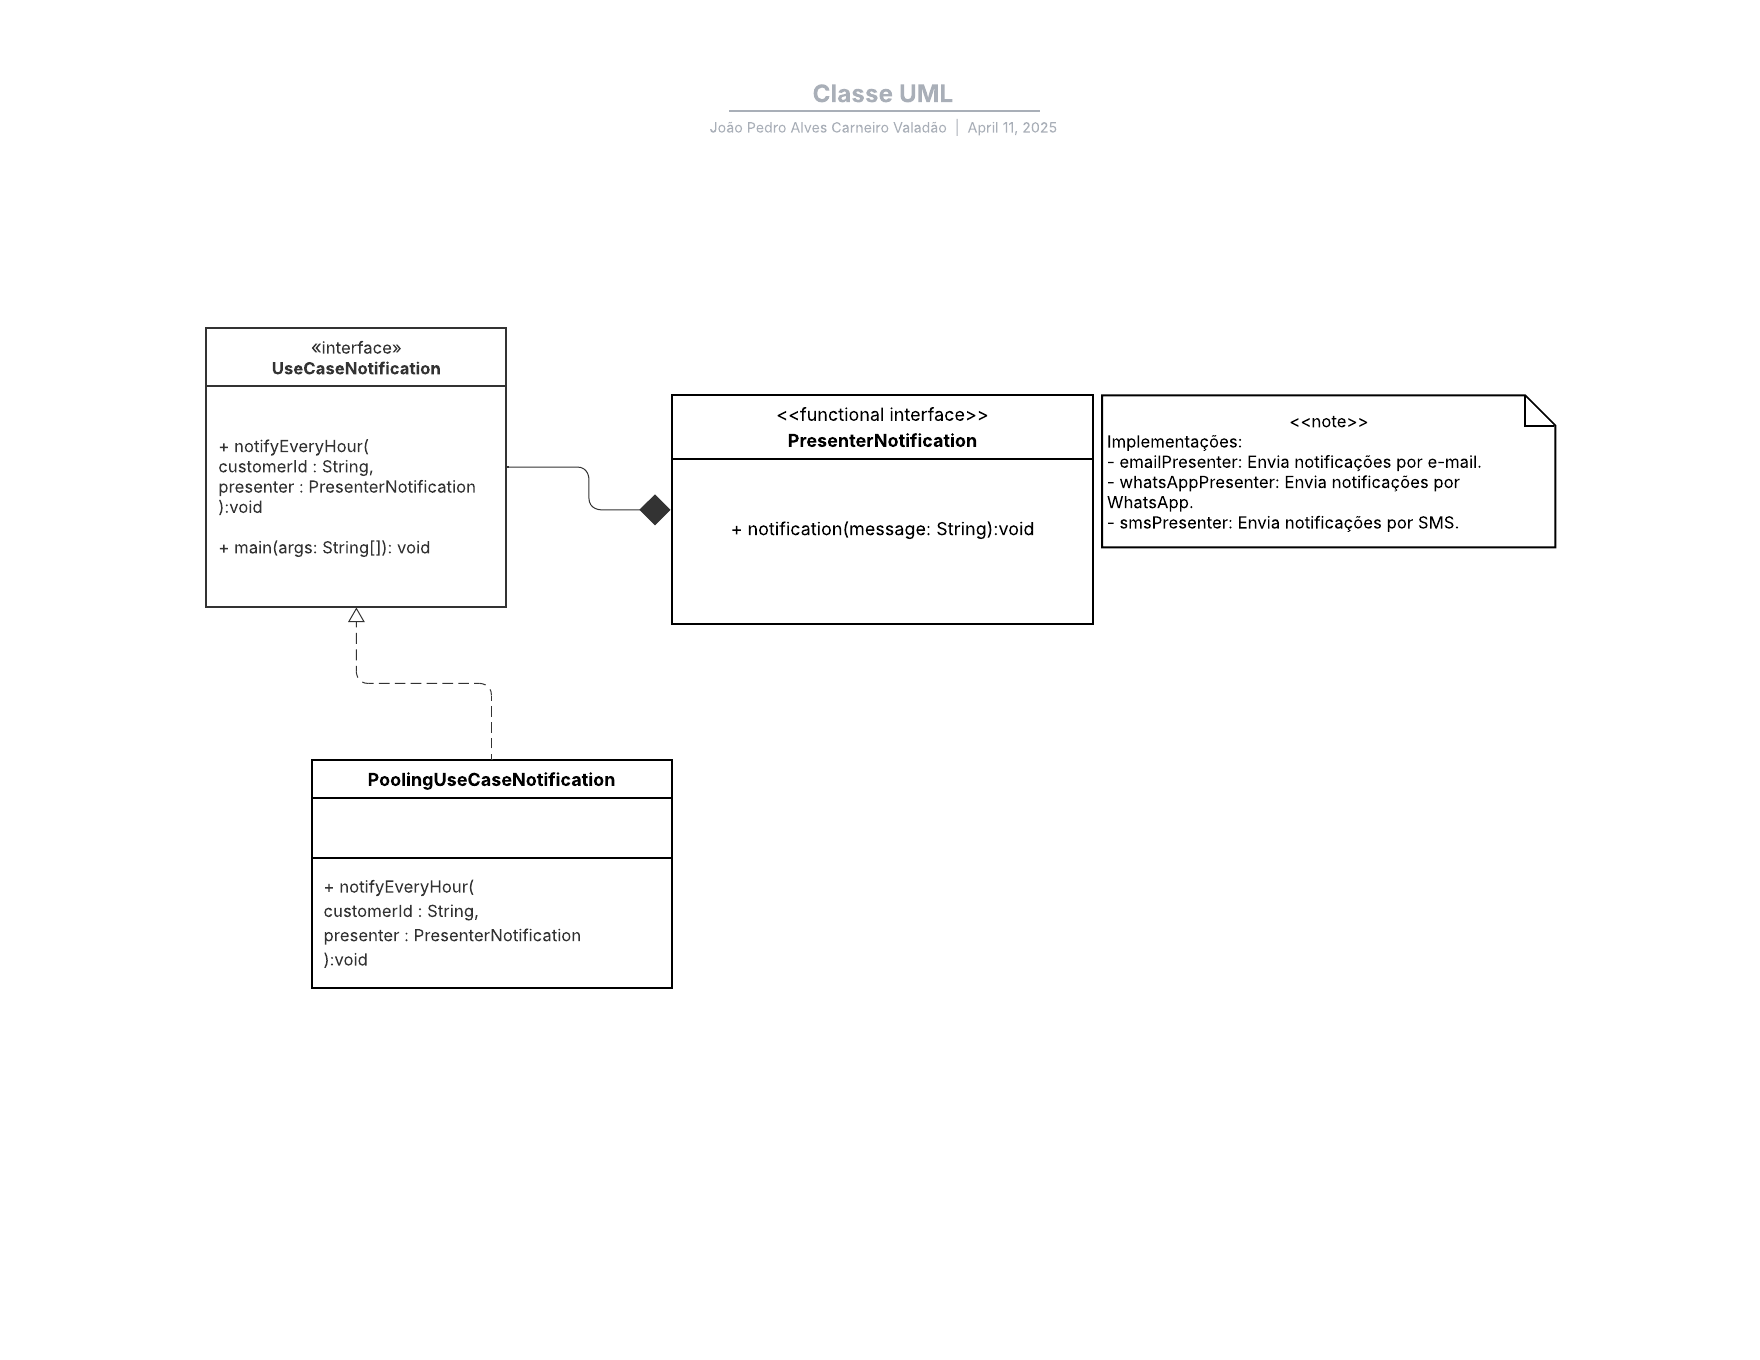 Classe UML
João Pedro Alves Carneiro Valadão | April 11, 2025
«interface»
UseCaseNotification
+ notifyEveryHour(
customerId : String,
presenter : PresenterNotification
):void
+ main(args: String[]): void
<<functional interface>>
PresenterNotification
+ notification(message: String):void
<<note>>
Implementações:
- emailPresenter: Envia notificações por e-mail.
- whatsAppPresenter: Envia notificações por
WhatsApp.
- smsPresenter: Envia notificações por SMS.
PoolingUseCaseNotification
+ notifyEveryHour(
customerId : String,
presenter : PresenterNotification
):void